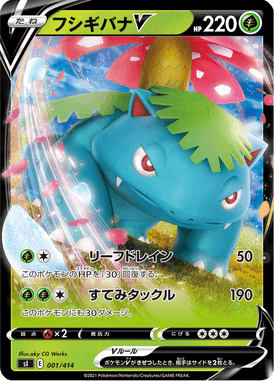 たね フシギバナV HP 220
リーフドレイン 50
このポケモンのHPを「30」回復する。
すてみタックル 190
このポケモンにも30ダメージ。
弱点 ×2 抵抗力 にげる
Vルール
ポケモンVがきぜつしたとき、相手はサイドを2枚とる。
Illus.aky CG Works
sI E 001/414
©2021 Pokémon/Nintendo/Creatures/GAME FREAK.